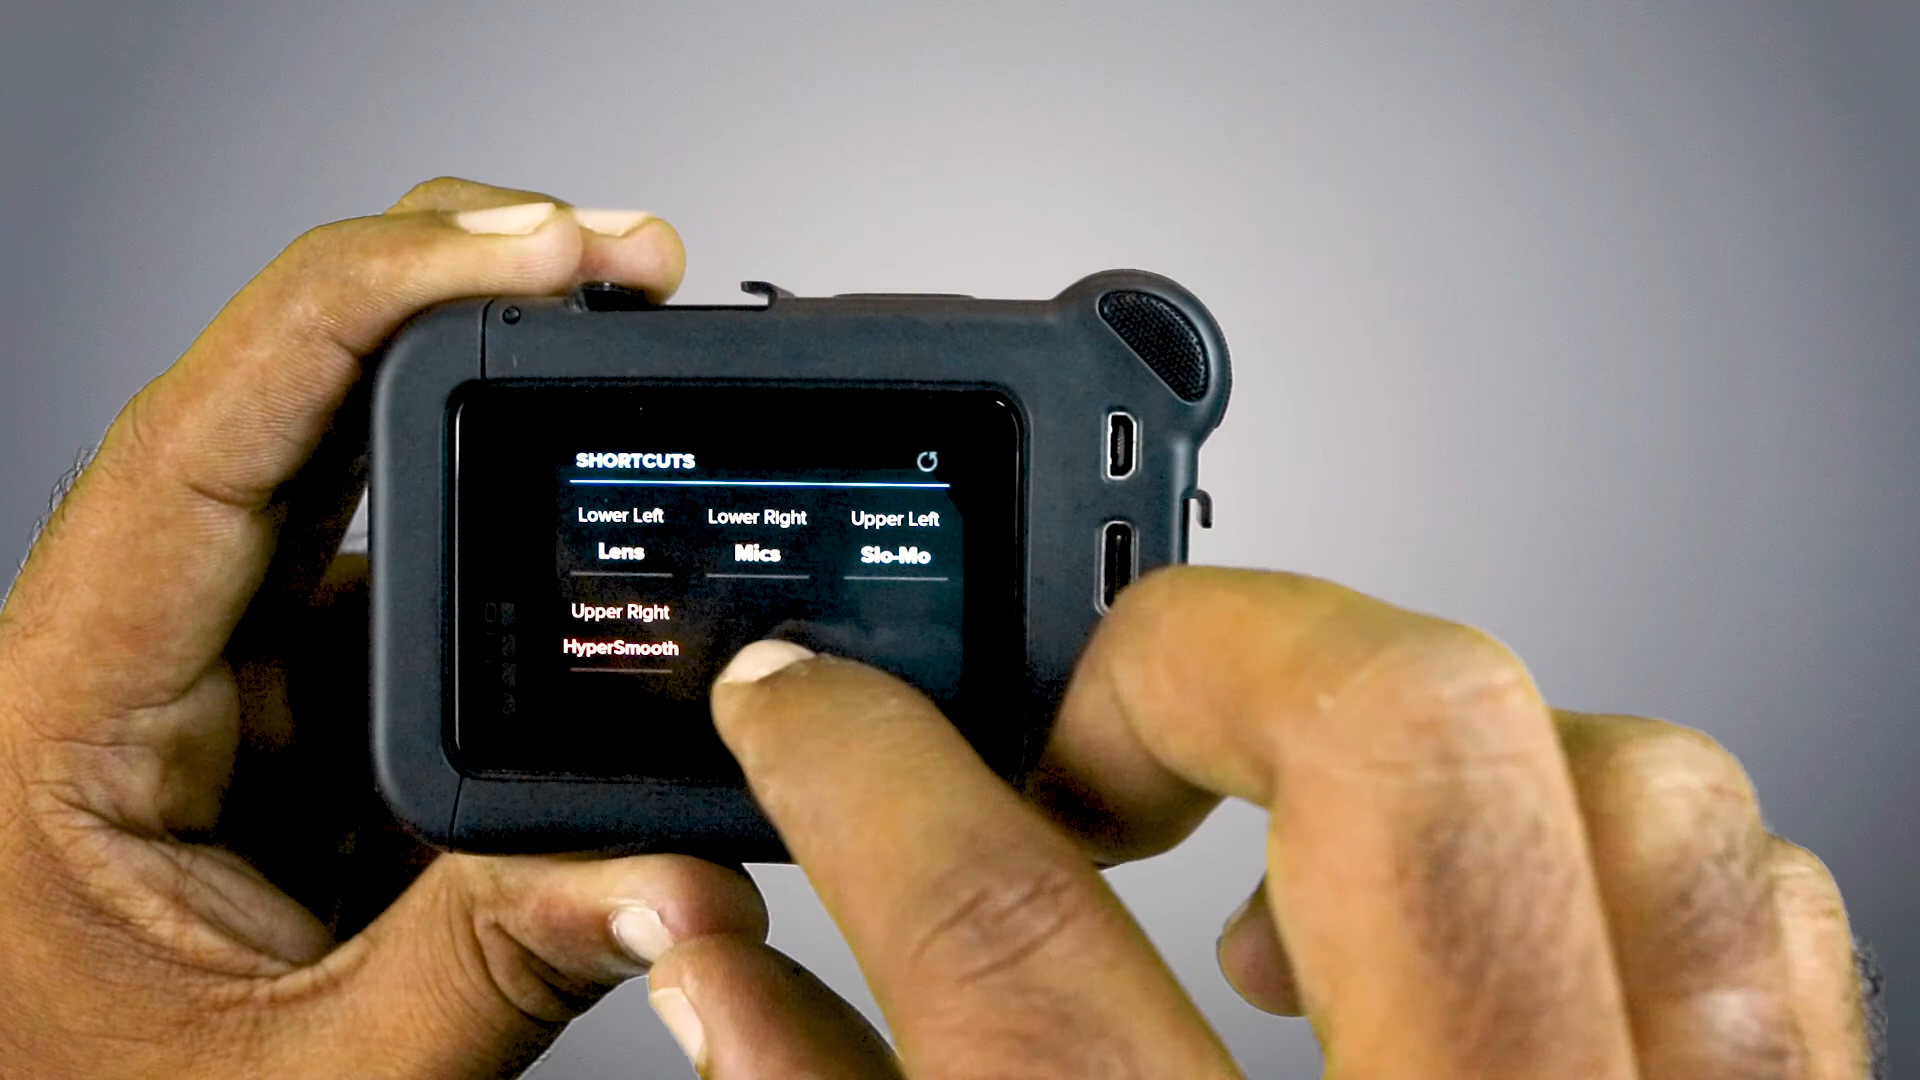 SHORTCUTS
Lower Left Lower Right Upper Left
Lens Mics Slo-Mo
Upper Right
HyperSmooth